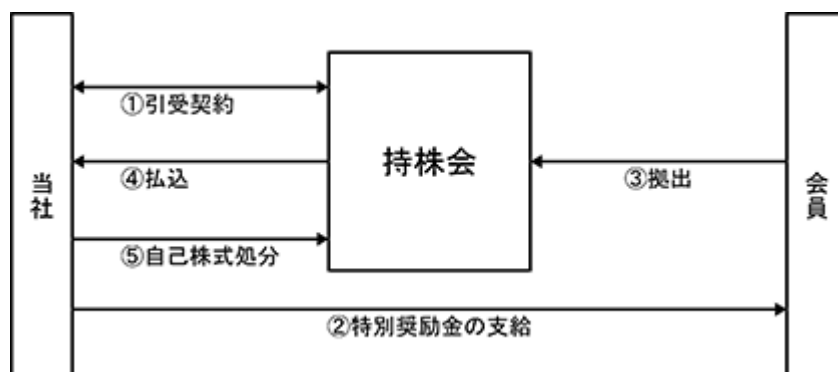 ①引受契約
持株会
④払込
③拠出
当社
会員
⑤自己株式処分
②特別奨励金の支給